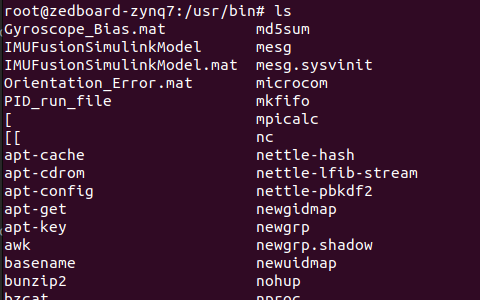 root@zedboard-zynq7:/usr/bin# ls
Gyroscope_Bias.mat md5sum
IMUFusionSimulinkModel mesg
IMUFusionSimulinkModel.mat mesg.sysvinit
Orientation_Error.mat microcom
PID_run_file mkfifo
[ mpicalc
[[ nc
apt-cache nettle-hash
apt-cdrom nettle-lfib-stream
apt-config nettle-pbkdf2
apt-get newgidmap
apt-key newgrp
awk newgrp.shadow
basename newuidmap
bunzip2 nohup
bzcat nproc